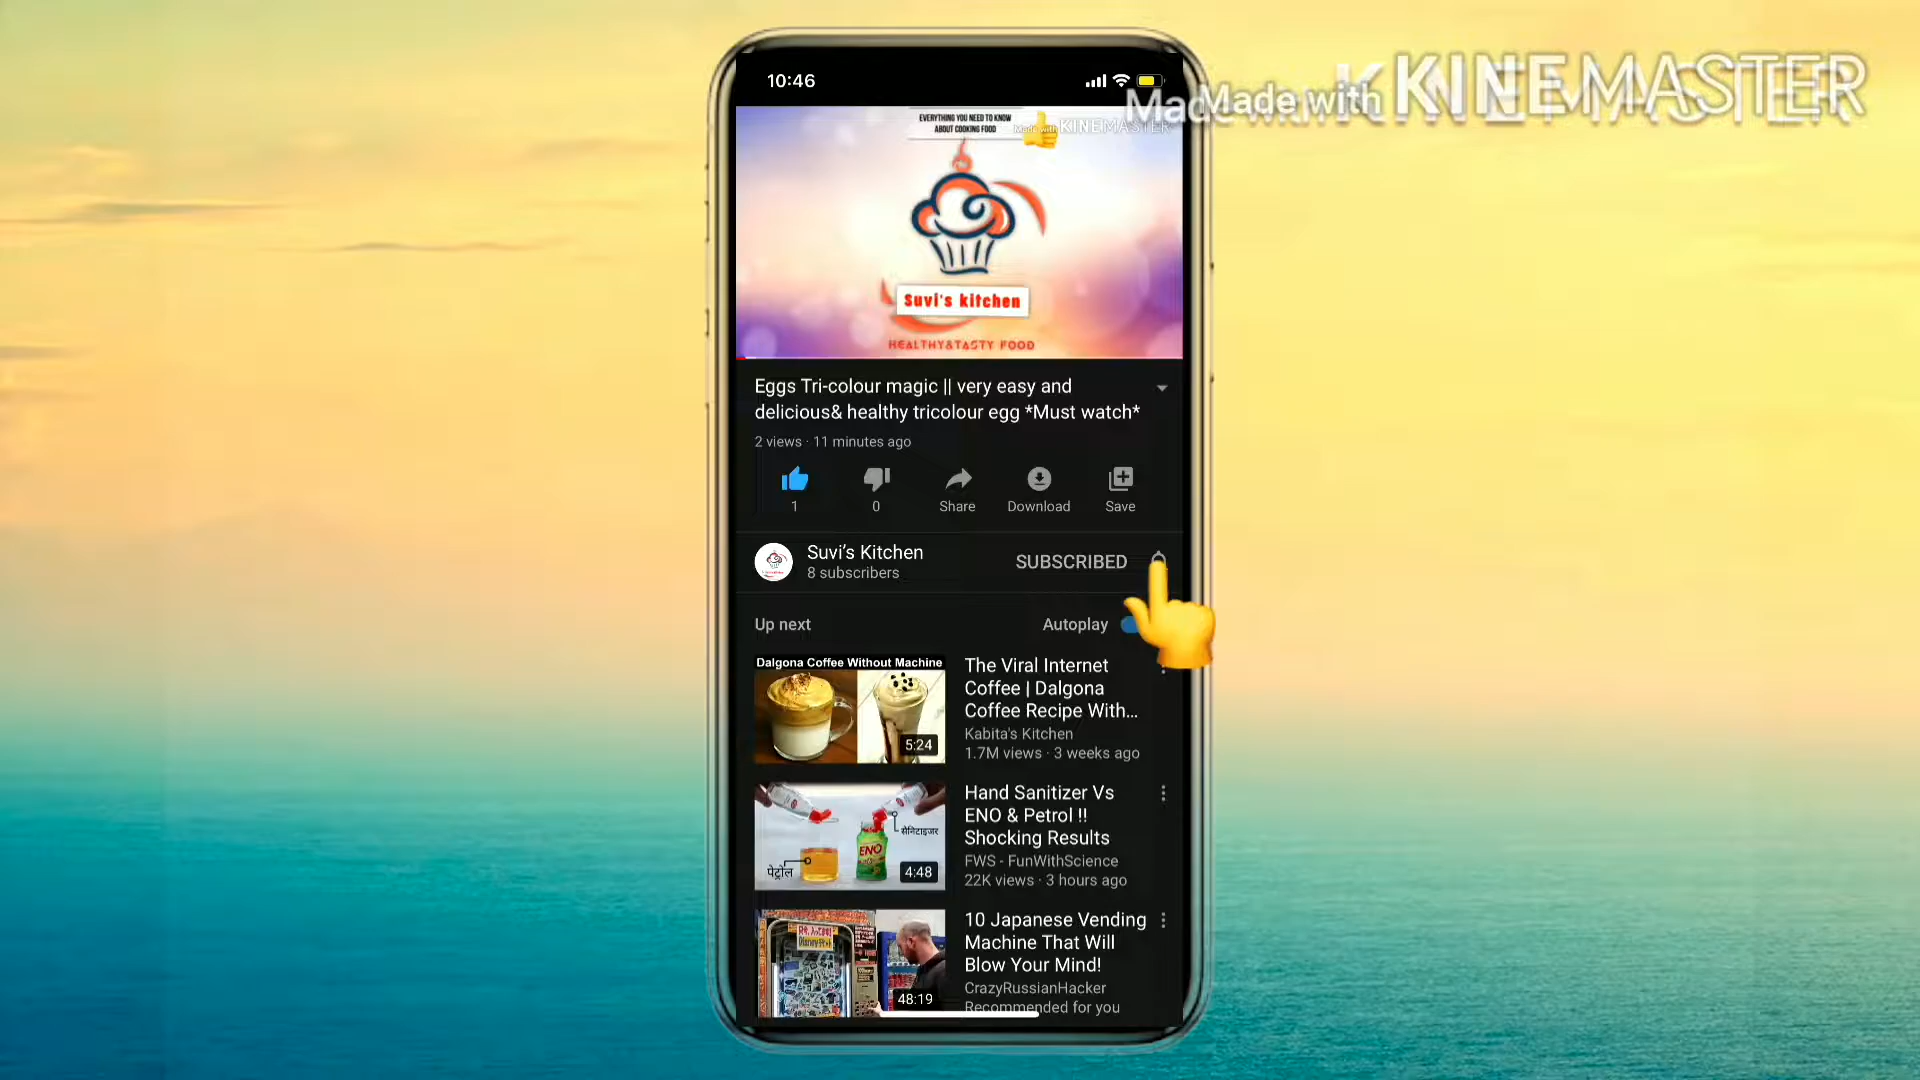 10:46
Made with KINEMASTER
EVERYTHING YOU NEED TO KNOW
ABOUT COOKING FOOD
Made with KINEMASTER
Suvi's kitchen
HEALTHY&TASTY FOOD
Eggs Tri-colour magic || very easy and
delicious& healthy tricolour egg *Must watch*
2 views · 11 minutes ago
1
0
Share
Download
Save
Suvi’s Kitchen
8 subscribers
SUBSCRIBED
Up next
Autoplay
Dalgona Coffee Without Machine
5:24
The Viral Internet
Coffee | Dalgona
Coffee Recipe With...
Kabita's Kitchen
1.7M views · 3 weeks ago
सेनिटाइजर
ENO
पेट्रोल
4:48
Hand Sanitizer Vs
ENO & Petrol !!
Shocking Results
FWS - FunWithScience
22K views · 3 hours ago
48:19
10 Japanese Vending
Machine That Will
Blow Your Mind!
CrazyRussianHacker
Recommended for you